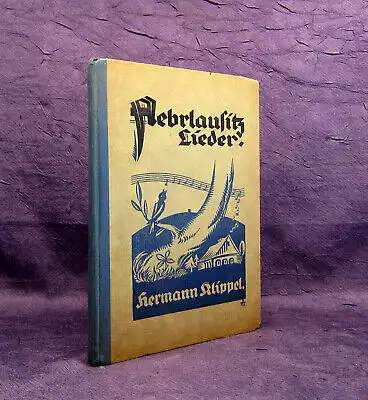 Aebrlausitz
Lieder.
Hermann Klippel.